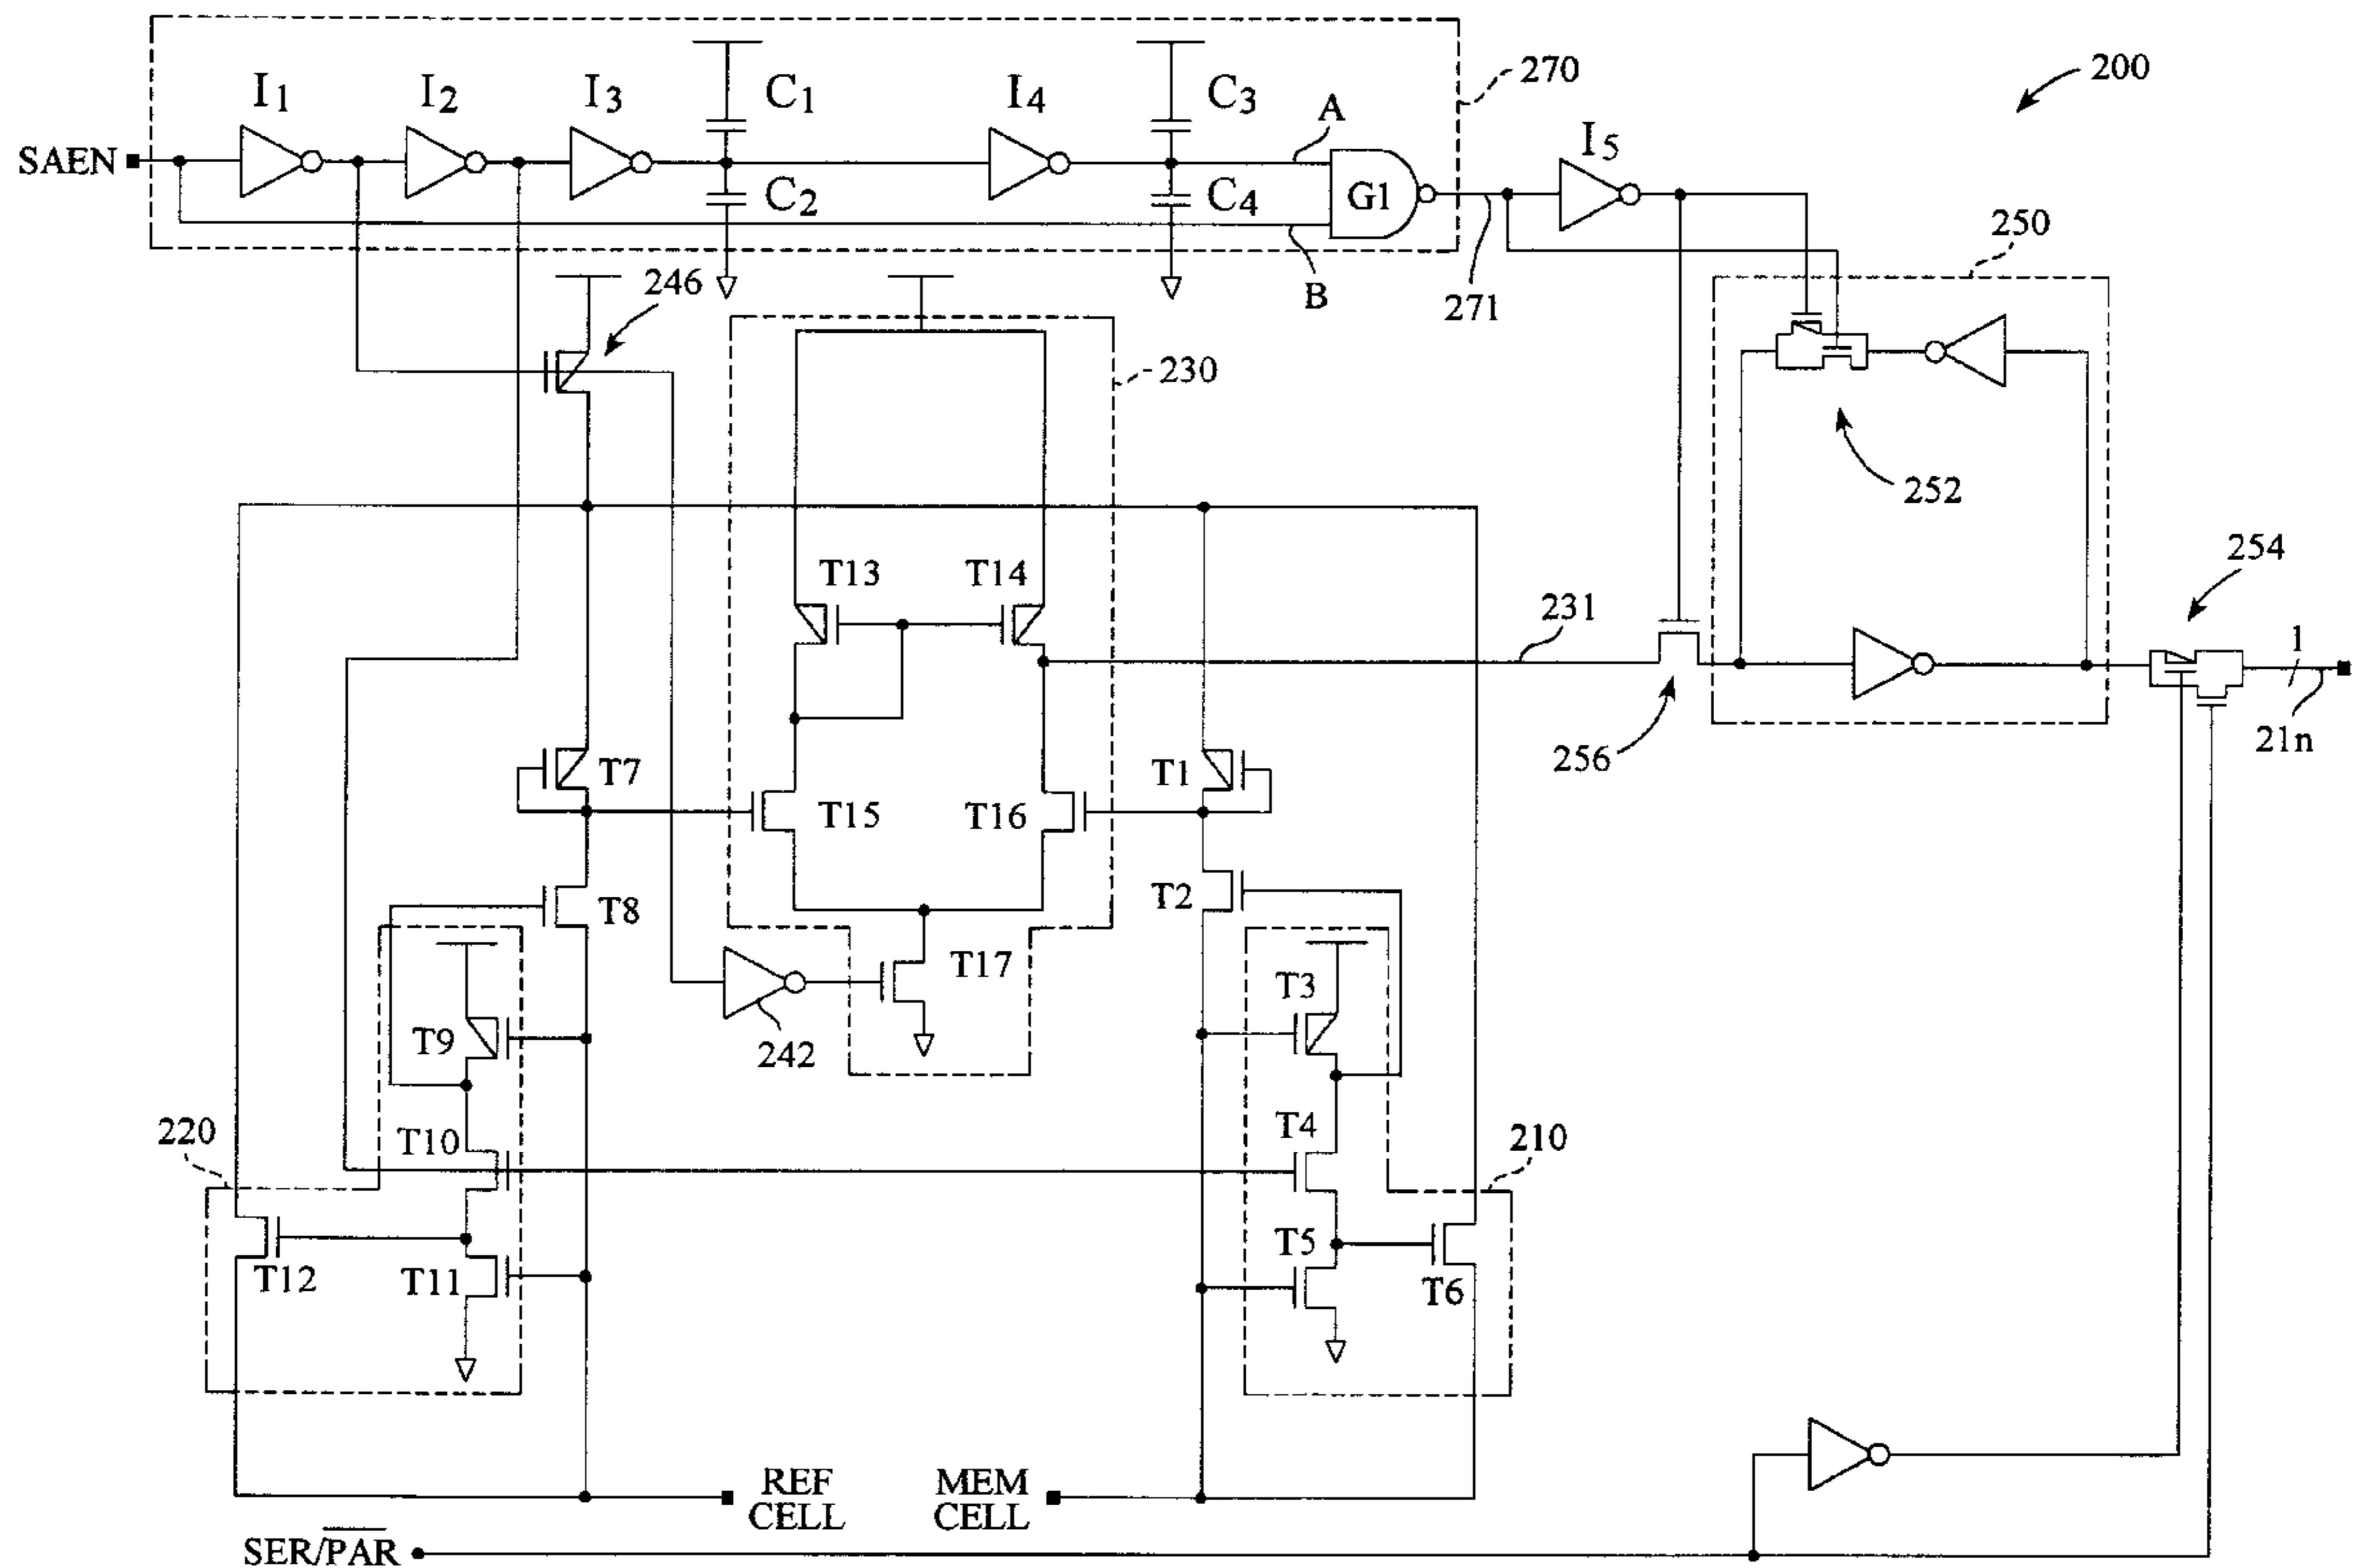 200
270
I1
I2
I3
C1
I4
C3
A
I5
SAEN
C2
C4
G1
250
246
B
271
230
252
254
T13
T14
231
1
256
21n
T7
T1
T15
T16
T2
T8
T17
T3
T9
242
220
T10
T4
210
T5
T12
T11
T6
REF
CELL
MEM
CELL
SER/P̅A̅R̅